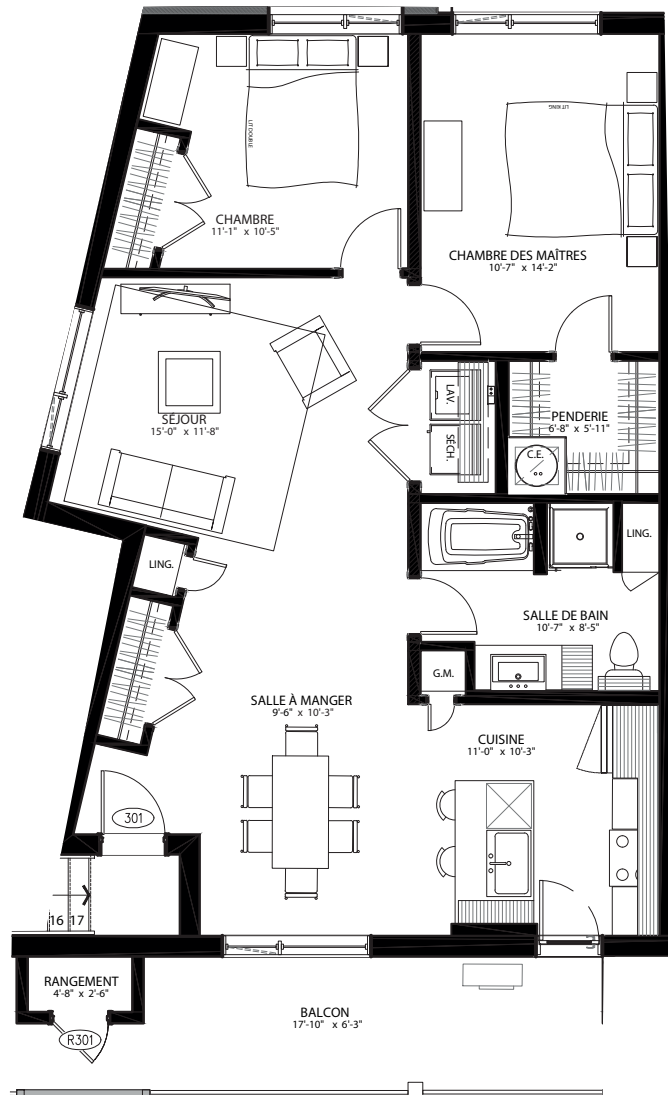 LIT DOUBLE
LIT KING
CHAMBRE
11'-1" x 10'-5"
CHAMBRE DES MAÎTRES
10'-7" x 14'-2"
SÉJOUR
15'-0" x 11'-8"
LAV.
SÉCH.
PENDERIE
6'-8" x 5'-11"
C.E.
LING.
LING.
SALLE DE BAIN
10'-7" x 8'-5"
G.M.
SALLE À MANGER
9'-6" x 10'-3"
CUISINE
11'-0" x 10'-3"
301
16 17
RANGEMENT
4'-8" x 2'-6"
R301
BALCON
17'-10" x 6'-3"